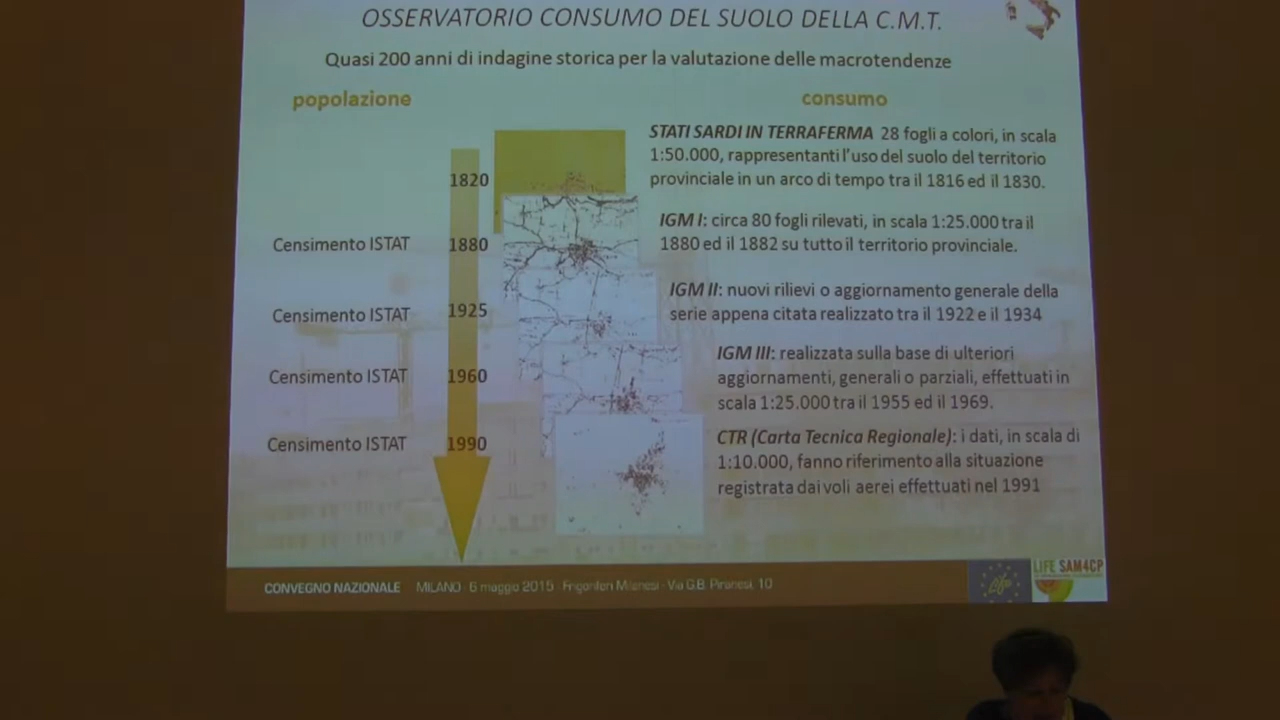 OSSERVATORIO CONSUMO DEL SUOLO DELLA C.M.T.
Quasi 200 anni di indagine storica per la valutazione delle macrotendenze
popolazione
consumo
1820
STATI SARDI IN TERRAFERMA 28 fogli a colori, in scala
1:50.000, rappresentanti l'uso del suolo del territorio
provinciale in un arco di tempo tra il 1816 ed il 1830.
Censimento ISTAT
1880
IGM I: circa 80 fogli rilevati, in scala 1:25.000 tra il
1880 ed il 1882 su tutto il territorio provinciale.
Censimento ISTAT
1925
IGM II: nuovi rilievi o aggiornamento generale della
serie appena citata realizzato tra il 1922 e il 1934
Censimento ISTAT
1960
IGM III: realizzata sulla base di ulteriori
aggiornamenti, generali o parziali, effettuati in
scala 1:25.000 tra il 1955 ed il 1969.
Censimento ISTAT
1990
CTR (Carta Tecnica Regionale): i dati, in scala di
1:10.000, fanno riferimento alla situazione
registrata dai voli aerei effettuati nel 1991
CONVEGNO NAZIONALE MILANO · 6 maggio 2015 · Frigoriferi Milanesi · Via G.B. Piranesi, 10
LIFE SAM4CP